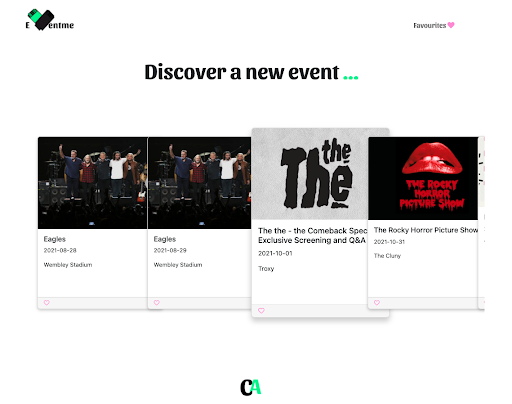 E entme
Favourites
Discover a new event ...
the
The
THE ROCKY
HORROR
PICTURE SHOW
Eagles
2021-08-28
Wembley Stadium
Eagles
2021-08-29
Wembley Stadium
The the - the Comeback Spec
Exclusive Screening and Q&A
2021-10-01
Troxy
The Rocky Horror Picture Show
2021-10-31
The Cluny
CA